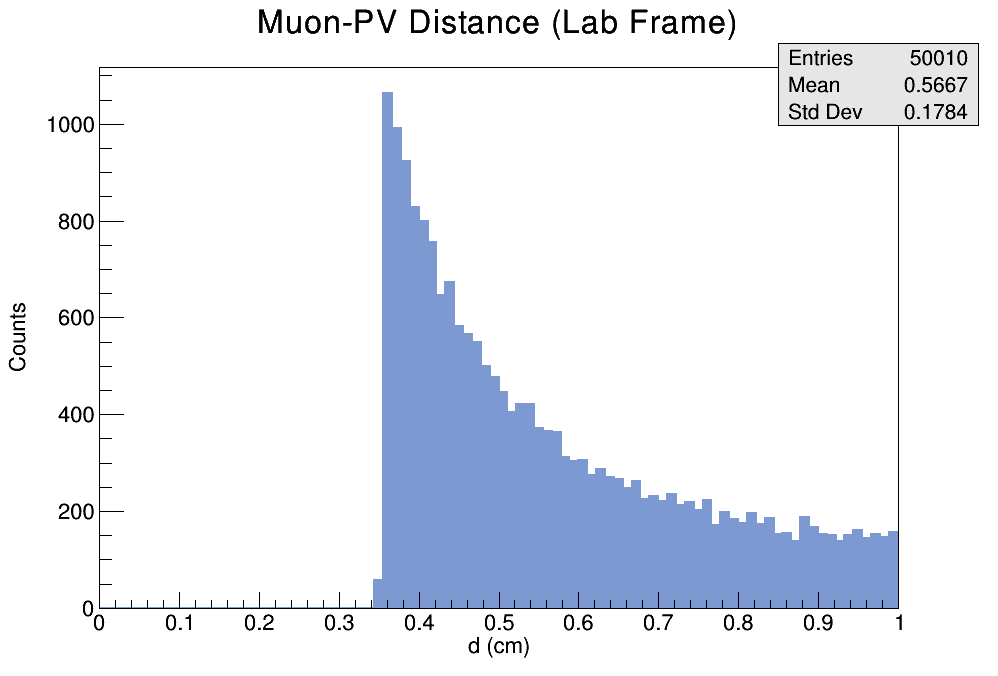 Muon-PV Distance (Lab Frame)
Entries 50010
Mean 0.5667
Std Dev 0.1784
Counts
1000
800
600
400
200
0
0 0.1 0.2 0.3 0.4 0.5 0.6 0.7 0.8 0.9 1
d (cm)